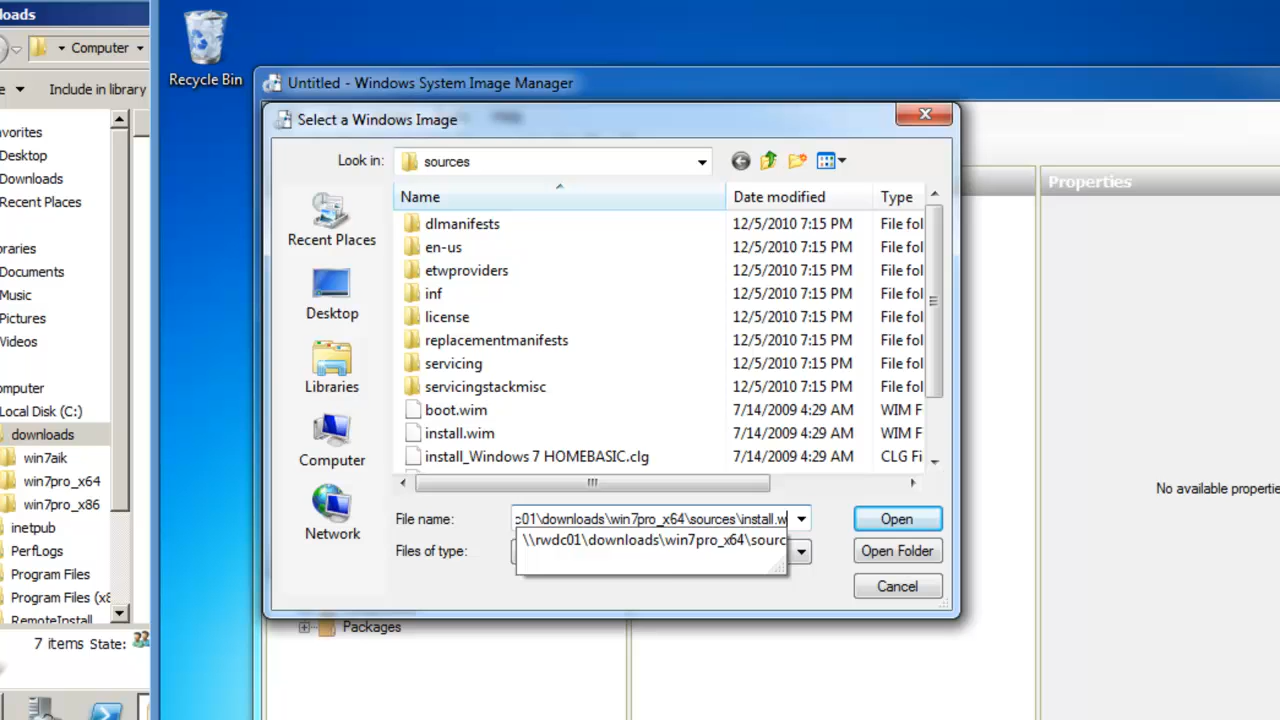 oads
Computer
e
Include in library
avorites
Desktop
Downloads
Recent Places
raries
Documents
Music
Pictures
Videos
omputer
Local Disk (C:)
downloads
win7aik
win7pro_x64
win7pro_x86
inetpub
PerfLogs
Program Files
Program Files (x8
RemoteInstall
7 items State:
Recycle Bin
Untitled - Windows System Image Manager
Select a Windows Image
Look in: sources
Recent Places
Desktop
Libraries
Computer
Network
Name Date modified Type
dlmanifests 12/5/2010 7:15 PM File fol
en-us 12/5/2010 7:15 PM File fol
etwproviders 12/5/2010 7:15 PM File fol
inf 12/5/2010 7:15 PM File fol
license 12/5/2010 7:15 PM File fol
replacementmanifests 12/5/2010 7:15 PM File fol
servicing 12/5/2010 7:15 PM File fol
servicingstackmisc 12/5/2010 7:15 PM File fol
boot.wim 7/14/2009 4:29 AM WIM F
install.wim 7/14/2009 4:29 AM WIM F
install_Windows 7 HOMEBASIC.clg 7/14/2009 4:29 AM CLG Fi
File name: c01\downloads\win7pro_x64\sources\install.w Open
\\rwdc01\downloads\win7pro_x64\sourc
Files of type: Open Folder
Cancel
Packages
Properties
No available propertie